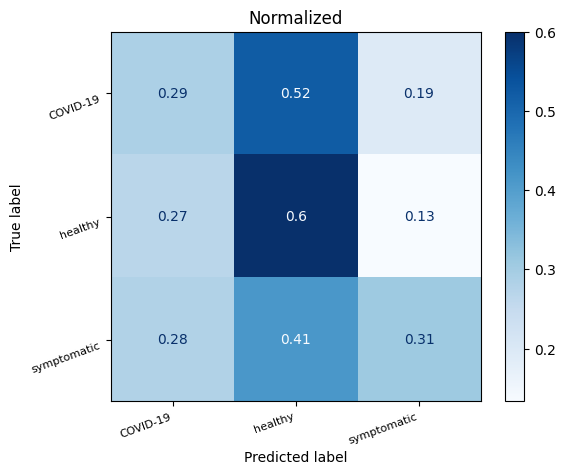 Normalized
True label
COVID-19
0.29 0.52 0.19
healthy
0.27 0.6 0.13
symptomatic
0.28 0.41 0.31
COVID-19 healthy symptomatic
Predicted label
0.6
0.5
0.4
0.3
0.2